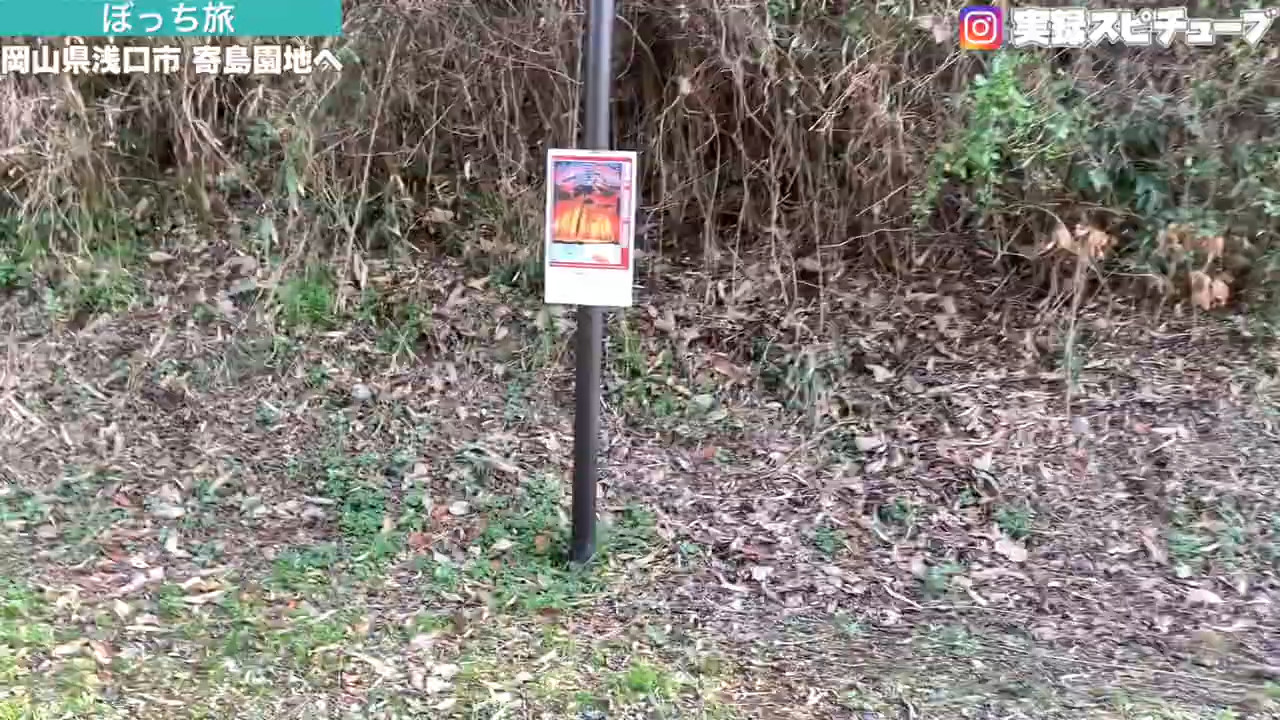 ぼっち旅
岡山県浅口市 寄島園地へ
実録スピチューブ